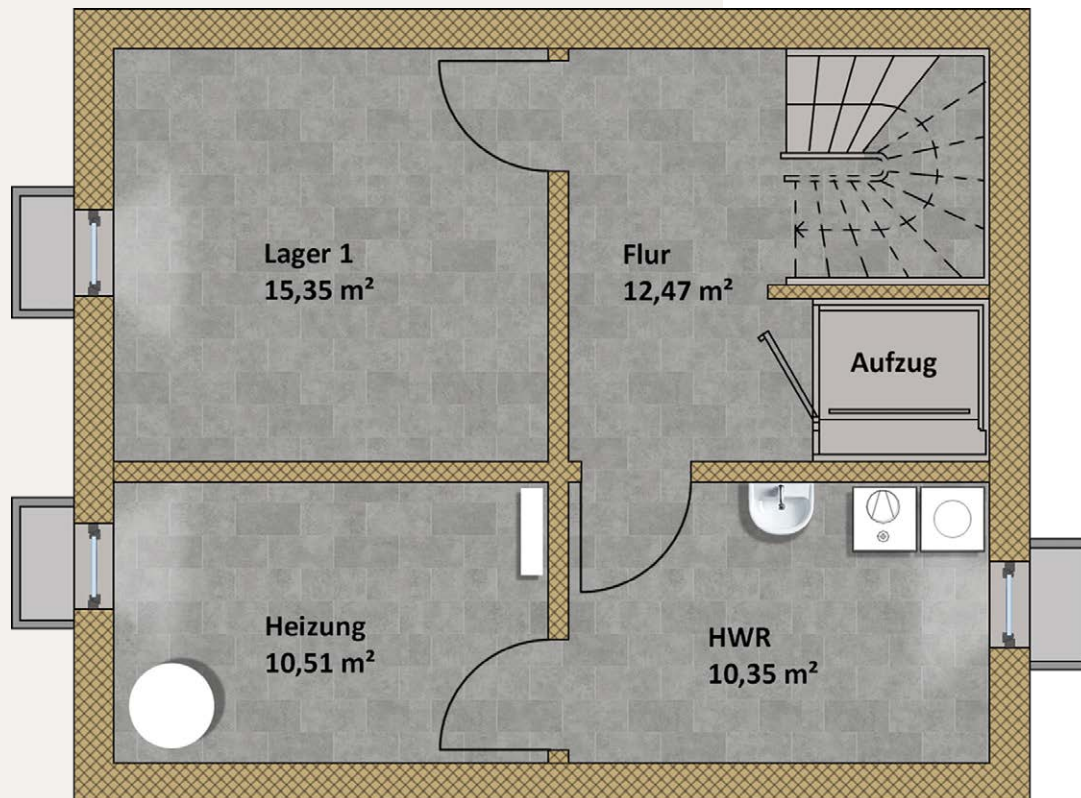 Lager 1
15,35 m²
Flur
12,47 m²
Aufzug
Heizung
10,51 m²
HWR
10,35 m²